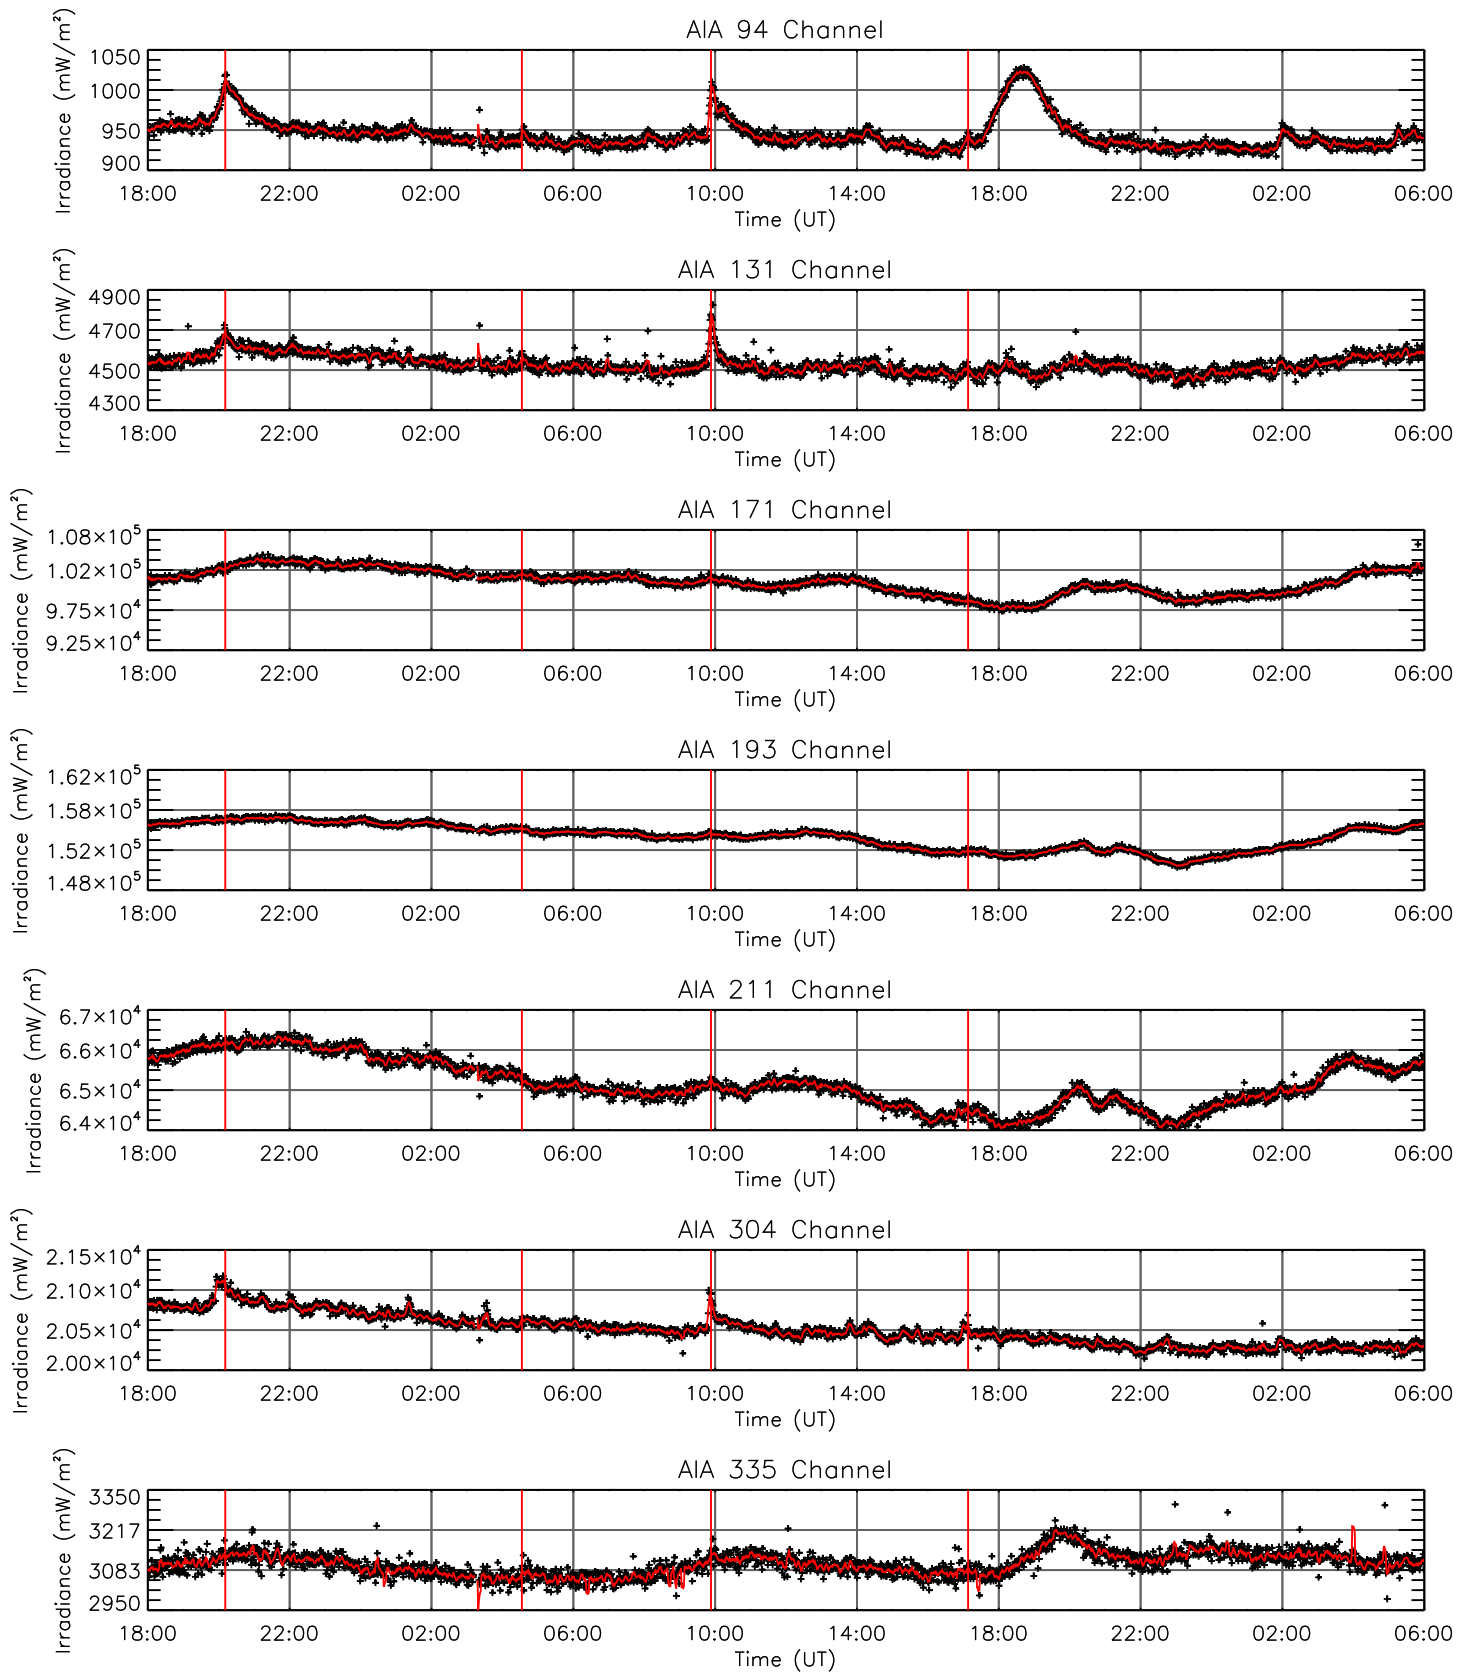 AIA 94 Channel
Irradiance (mW/m²)
1050
1000
950
900
18:00 22:00 02:00 06:00 10:00 14:00 18:00 22:00 02:00 06:00
Time (UT)
AIA 131 Channel
Irradiance (mW/m²)
4900
4700
4500
4300
18:00 22:00 02:00 06:00 10:00 14:00 18:00 22:00 02:00 06:00
Time (UT)
AIA 171 Channel
Irradiance (mW/m²)
1.08×10⁵
1.02×10⁵
9.75×10⁴
9.25×10⁴
18:00 22:00 02:00 06:00 10:00 14:00 18:00 22:00 02:00 06:00
Time (UT)
AIA 193 Channel
Irradiance (mW/m²)
1.62×10⁵
1.58×10⁵
1.52×10⁵
1.48×10⁵
18:00 22:00 02:00 06:00 10:00 14:00 18:00 22:00 02:00 06:00
Time (UT)
AIA 211 Channel
Irradiance (mW/m²)
6.7×10⁴
6.6×10⁴
6.5×10⁴
6.4×10⁴
18:00 22:00 02:00 06:00 10:00 14:00 18:00 22:00 02:00 06:00
Time (UT)
AIA 304 Channel
Irradiance (mW/m²)
2.15×10⁴
2.10×10⁴
2.05×10⁴
2.00×10⁴
18:00 22:00 02:00 06:00 10:00 14:00 18:00 22:00 02:00 06:00
Time (UT)
AIA 335 Channel
Irradiance (mW/m²)
3350
3217
3083
2950
18:00 22:00 02:00 06:00 10:00 14:00 18:00 22:00 02:00 06:00
Time (UT)